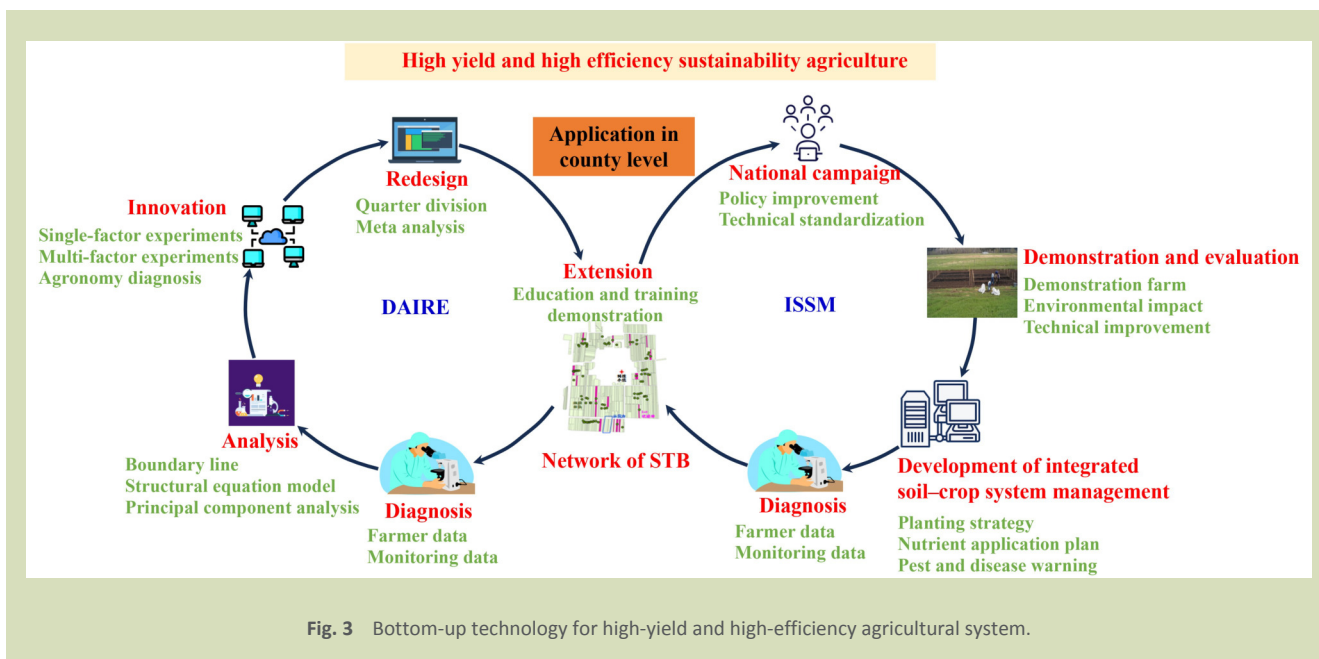 High yield and high efficiency sustainability agriculture
Application in
county level
Redesign
Quarter division
Meta analysis
National campaign
Policy improvement
Technical standardization
Innovation
Single-factor experiments
Multi-factor experiments
Agronomy diagnosis
Extension
Education and training
demonstration
Demonstration and evaluation
Demonstration farm
Environmental impact
Technical improvement
DAIRE
ISSM
Analysis
Boundary line
Structural equation model
Principal component analysis
Network of STB
Diagnosis
Farmer data
Monitoring data
Diagnosis
Farmer data
Monitoring data
Development of integrated
soil–crop system management
Planting strategy
Nutrient application plan
Pest and disease warning
Fig. 3 Bottom-up technology for high-yield and high-efficiency agricultural system.